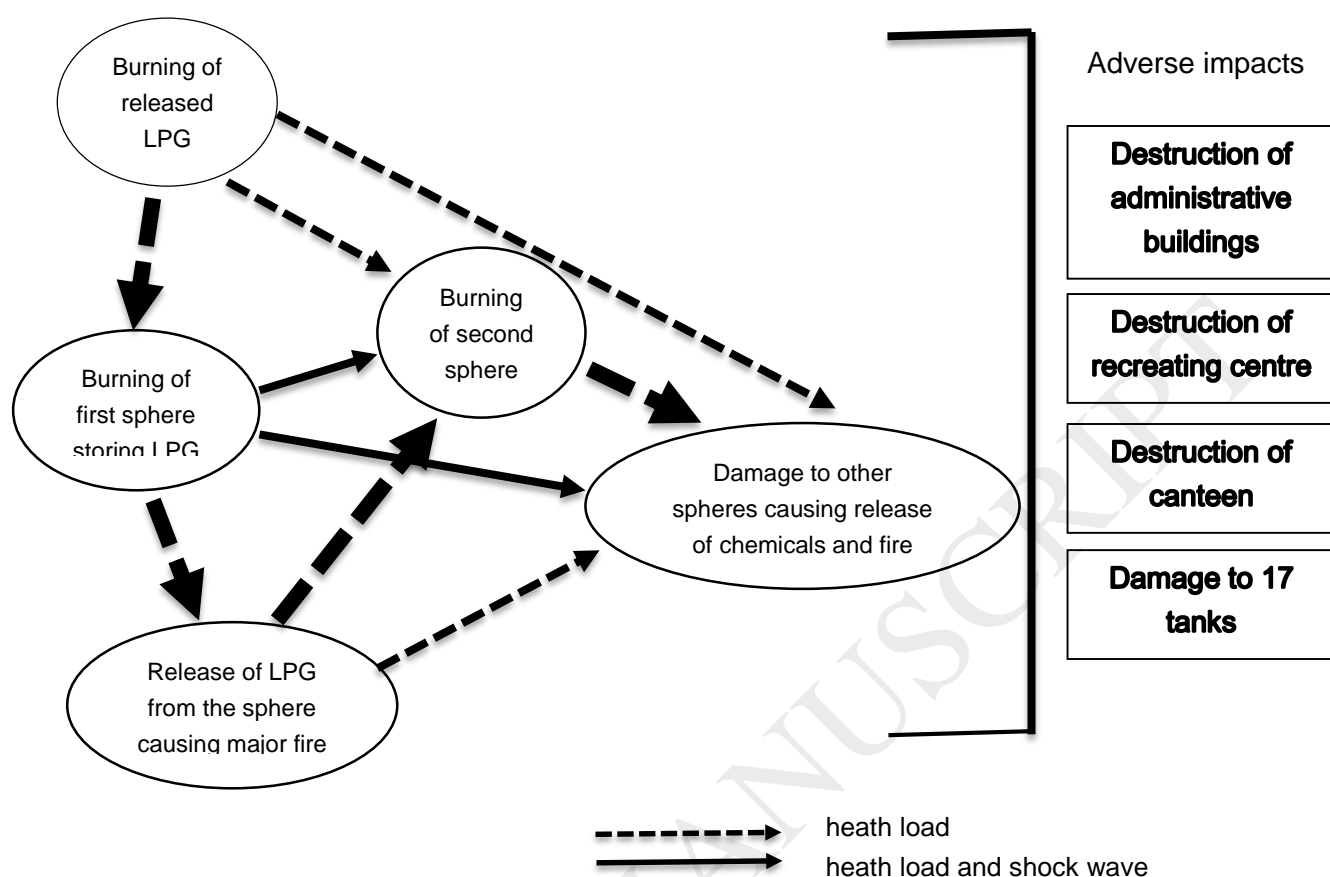 Burning of
released
LPG
Adverse impacts
Destruction of
administrative
buildings
Burning
of second
sphere
Destruction of
recreating centre
Burning of
first sphere
storing LPG
Destruction of
canteen
Damage to other
spheres causing release
of chemicals and fire
Damage to 17
tanks
Release of LPG
from the sphere
causing major fire
heath load
heath load and shock wave
ANUSCRIPT